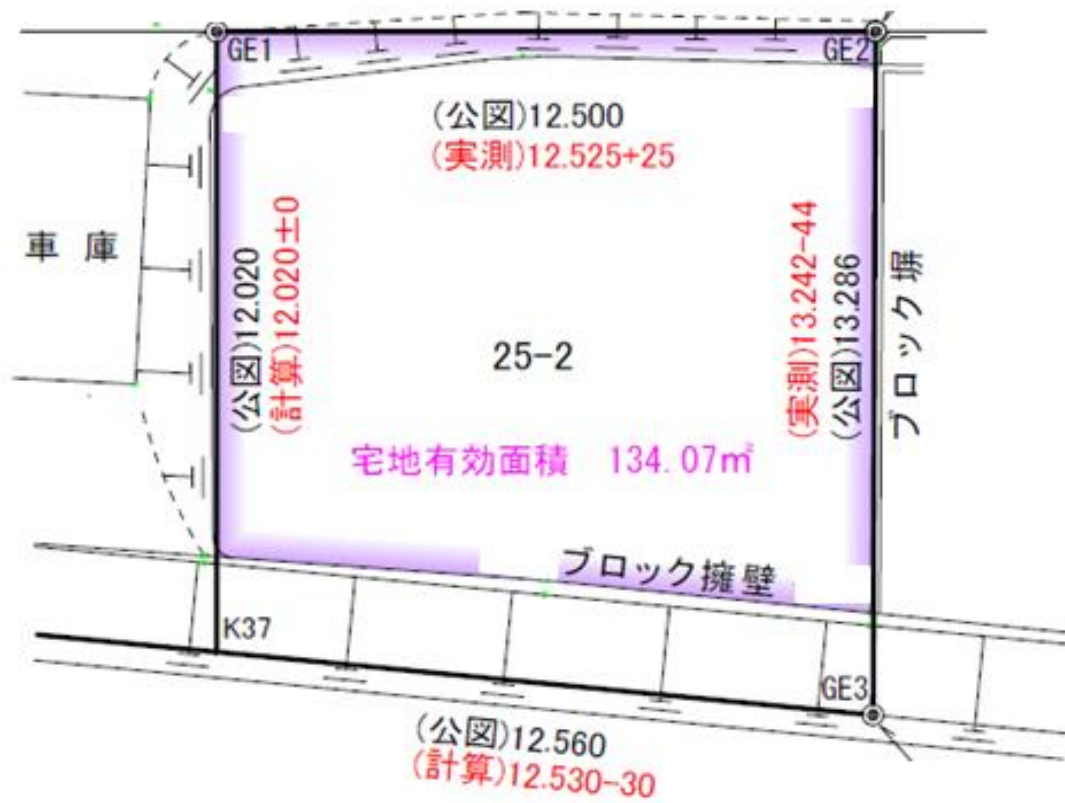 GE1
GE2
(公図)12.500
(実測)12.525+25
車庫
(公図)12.020
(計算)12.020±0
(実測)13.242-44
(公図)13.286
ブロック塀
25-2
宅地有効面積 134.07㎡
ブロック擁壁
K37
GE3
(公図)12.560
(計算)12.530-30